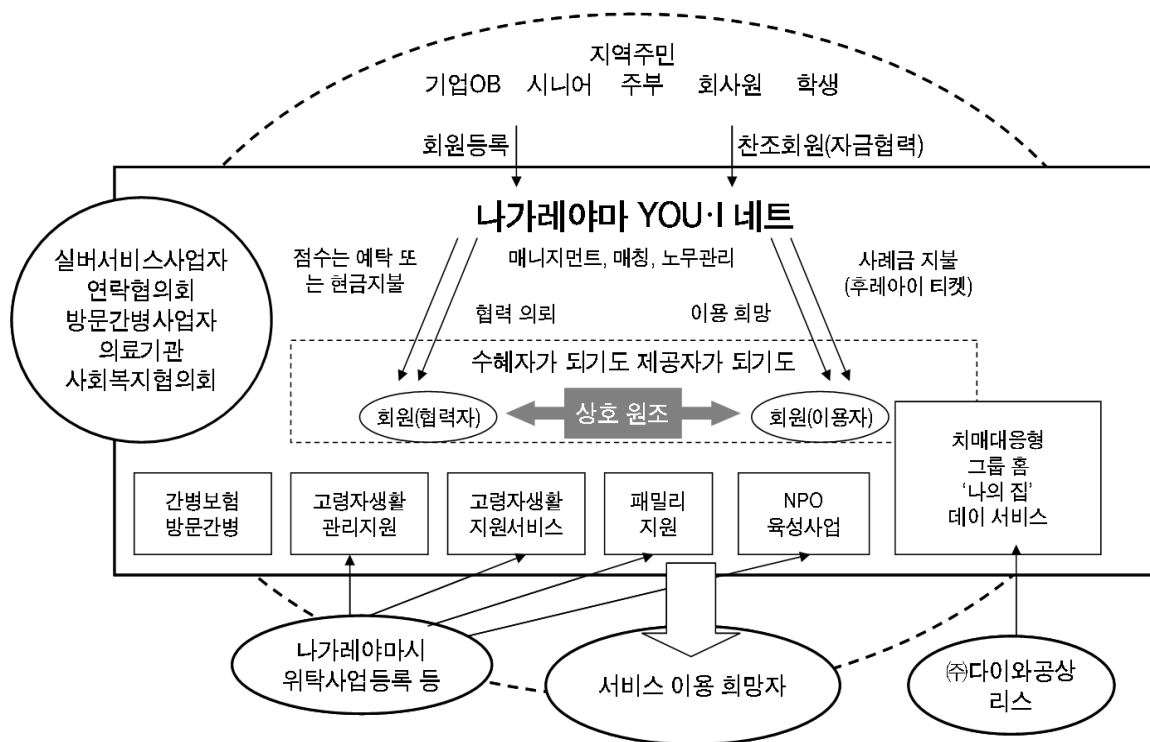 지역주민
기업OB 시니어 주부 회사원 학생
회원등록
찬조회원(자금협력)
나가레야마 YOU·I 네트
실버서비스사업자
연락협의회
방문간병사업자
의료기관
사회복지협의회
점수는 예탁 또
는 현금지불
매니지먼트, 매칭, 노무관리
사례금 지불
(후레아이 티켓)
협력 의뢰
이용 희망
수혜자가 되기도 제공자가 되기도
회원(협력자)
상호 원조
회원(이용자)
치매대응형
그룹 홈
‘나의 집’
데이 서비스
간병보험
방문간병
고령자생활
관리지원
고령자생활
지원서비스
패밀리
지원
NPO
육성사업
나가레야마시
위탁사업등록 등
서비스 이용 희망자
㈜다이와공상
리스